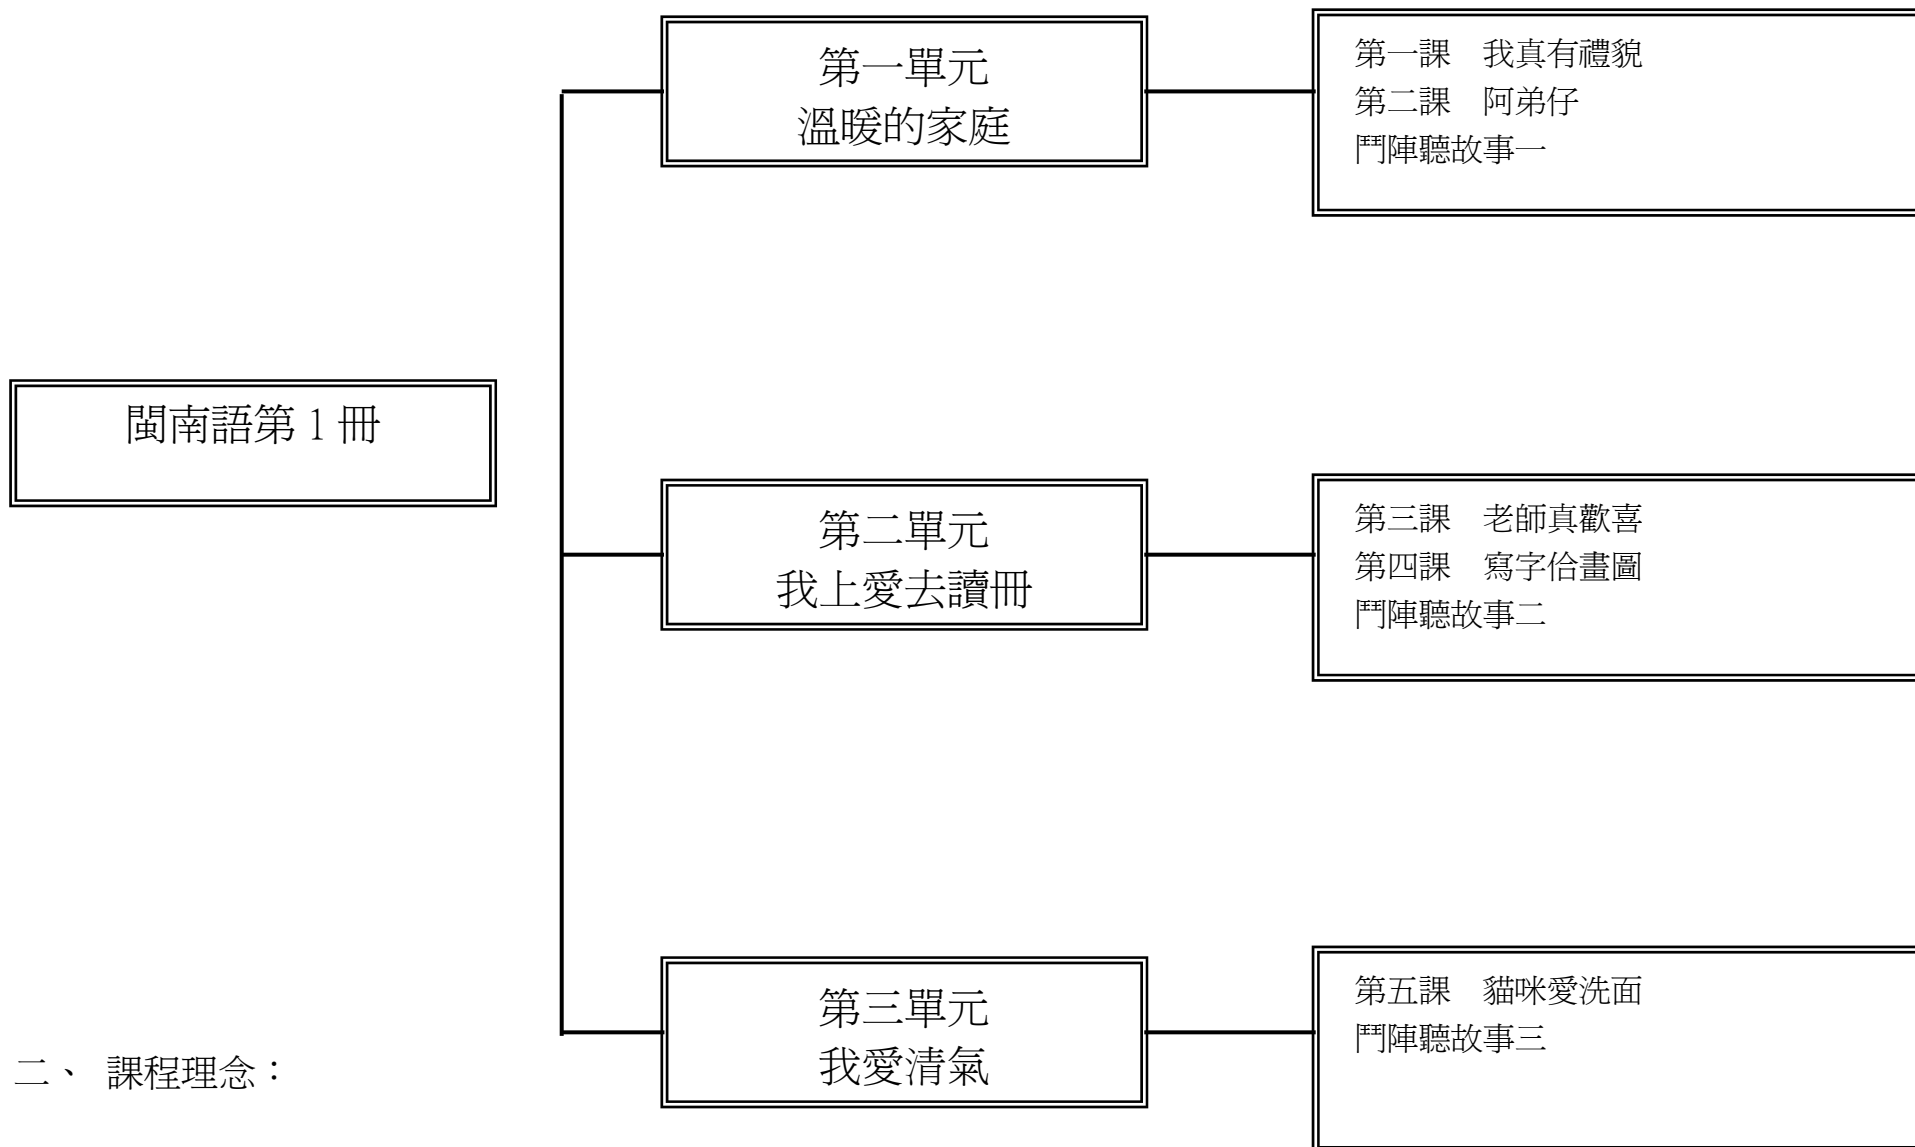 閩南語第 1 冊
第一單元
溫暖的家庭
第一課　我真有禮貌
第二課　阿弟仔
鬥陣聽故事一
第二單元
我上愛去讀冊
第三課　老師真歡喜
第四課　寫字佮畫圖
鬥陣聽故事二
第三單元
我愛清氣
第五課　貓咪愛洗面
鬥陣聽故事三
二、 課程理念：